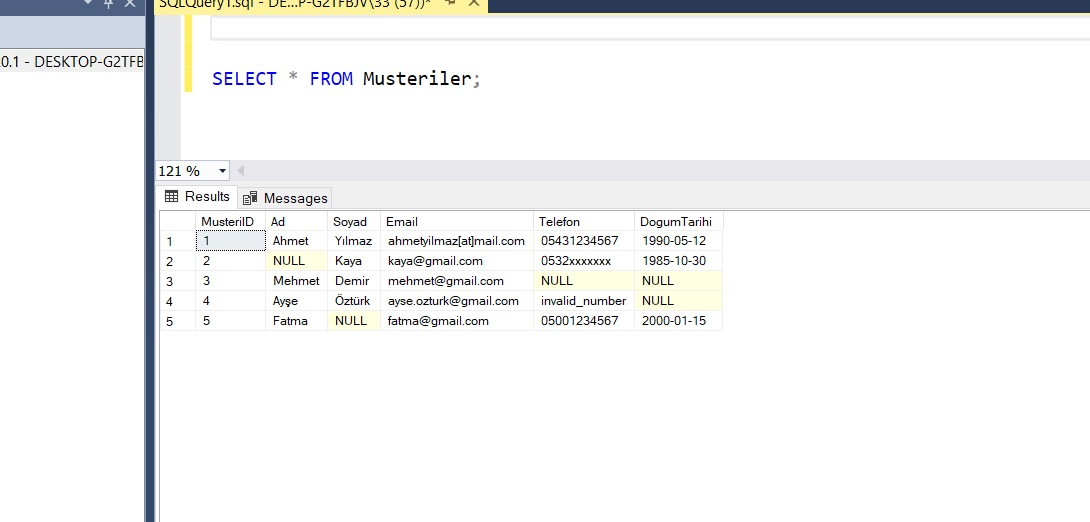 SQLQuery1.sql - DE...P-G2TFBJV\33 (57))*
0.1 - DESKTOP-G2TFB
SELECT * FROM Musteriler;
121 %
Results Messages
MusteriID Ad Soyad Email Telefon DogumTarihi
1 1 Ahmet Yılmaz ahmetyilmaz[at]mail.com 05431234567 1990-05-12
2 2 NULL Kaya kaya@gmail.com 0532xxxxxxx 1985-10-30
3 3 Mehmet Demir mehmet@gmail.com NULL NULL
4 4 Ayşe Öztürk ayse.ozturk@gmail.com invalid_number NULL
5 5 Fatma NULL fatma@gmail.com 05001234567 2000-01-15